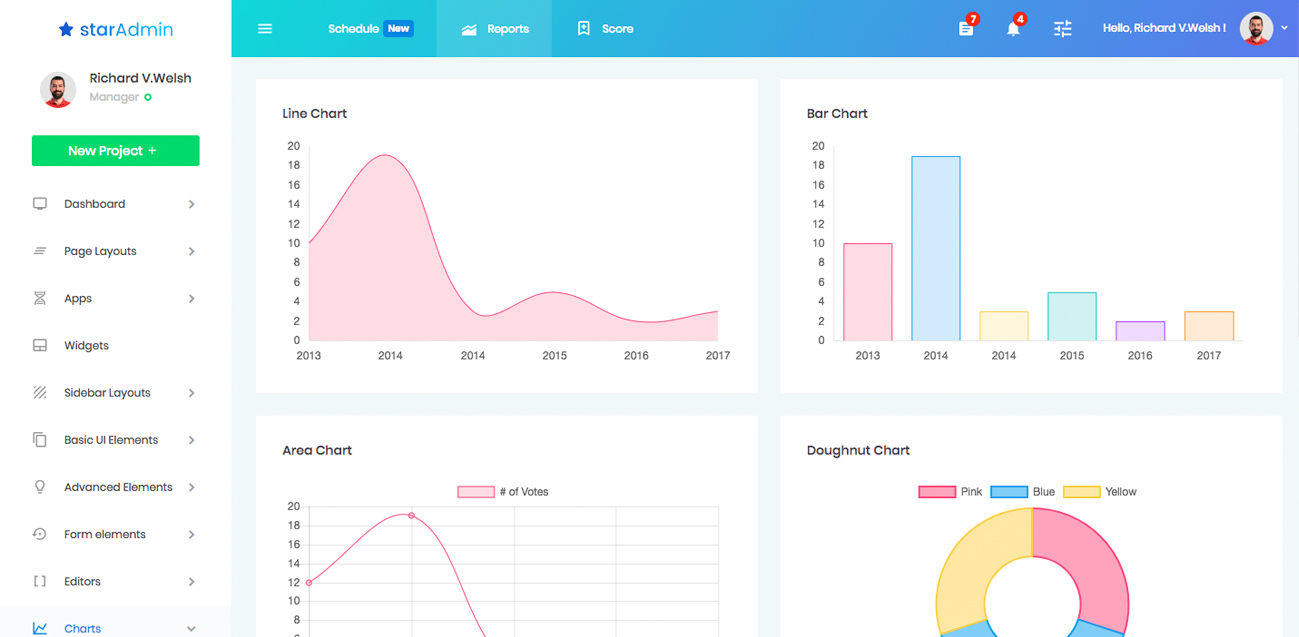 starAdmin
Schedule New
Reports
Score
7
4
Hello, Richard V.Welsh !
Richard V.Welsh
Manager
New Project +
Dashboard
Page Layouts
Apps
Widgets
Sidebar Layouts
Basic UI Elements
Advanced Elements
Form elements
Editors
Charts
Line Chart
20
18
16
14
12
10
8
6
4
2
0
2013 2014 2014 2015 2016 2017
Bar Chart
20
18
16
14
12
10
8
6
4
2
0
2013 2014 2014 2015 2016 2017
Area Chart
# of Votes
20
18
16
14
12
10
8
Doughnut Chart
Pink Blue Yellow